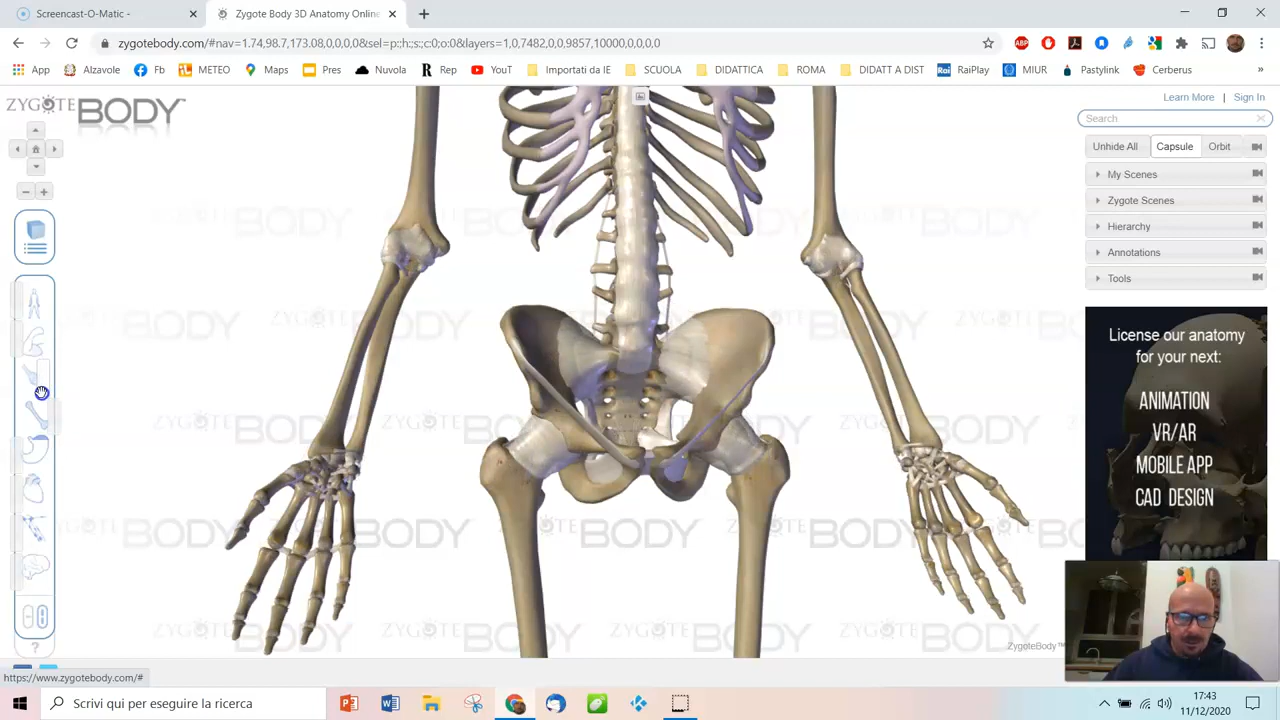 Screencast-O-Matic -
Zygote Body 3D Anatomy Online
zygotebody.com/#nav=1.74,98.7,173.08,0,0,0,0&sel=p:;h:;s:;c:0;o:0&layers=1,0,7482,0,0,9857,10000,0,0,0,0
App
Alzavole
Fb
METEO
Maps
Pres
Nuvola
Rep
YouT
Importati da IE
SCUOLA
DIDATTICA
ROMA
DIDATT A DIST
RaiPlay
MIUR
Pastylink
Cerberus
»
ZYGOTE BODY™
Learn More | Sign In
Search
Unhide All
Capsule
Orbit
My Scenes
Zygote Scenes
Hierarchy
Annotations
Tools
License our anatomy
for your next:
ANIMATION
VR/AR
MOBILE APP
CAD DESIGN
ZYGOTE BODY
ZygoteBody™
?
https://www.zygotebody.com/#
Scrivi qui per eseguire la ricerca
17:43
11/12/2020